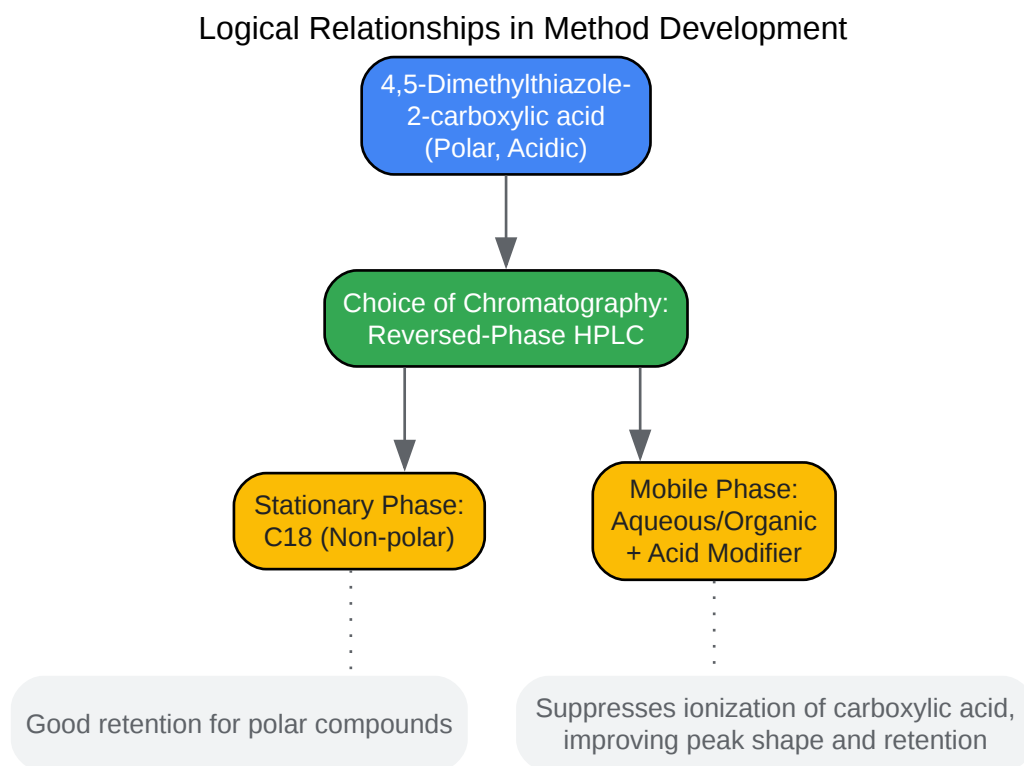 Logical Relationships in Method Development
4,5-Dimethylthiazole-
2-carboxylic acid
(Polar, Acidic)
Choice of Chromatography:
Reversed-Phase HPLC
Stationary Phase:
C18 (Non-polar)
Mobile Phase:
Aqueous/Organic
+ Acid Modifier
Good retention for polar compounds
Suppresses ionization of carboxylic acid,
improving peak shape and retention